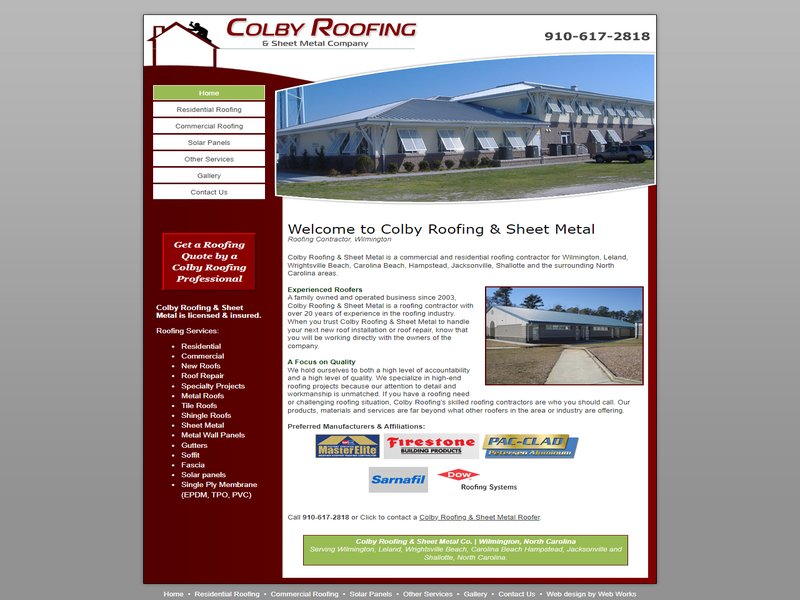 Colby Roofing
& Sheet Metal Company
910-617-2818
Home
Residential Roofing
Commercial Roofing
Solar Panels
Other Services
Gallery
Contact Us
Get a Roofing
Quote by a
Colby Roofing
Professional
Colby Roofing & Sheet
Metal is licensed & insured.
Roofing Services:
• Residential
• Commercial
• New Roofs
• Roof Repair
• Specialty Projects
• Metal Roofs
• Tile Roofs
• Shingle Roofs
• Sheet Metal
• Metal Wall Panels
• Gutters
• Soffit
• Fascia
• Solar panels
• Single Ply Membrane
(EPDM, TPO, PVC)
Welcome to Colby Roofing & Sheet Metal
Roofing Contractor, Wilmington
Colby Roofing & Sheet Metal is a commercial and residential roofing contractor for Wilmington, Leland,
Wrightsville Beach, Carolina Beach, Hampstead, Jacksonville, Shallotte and the surrounding North
Carolina areas.
Experienced Roofers
A family owned and operated business since 2003,
Colby Roofing & Sheet Metal is a roofing contractor with
over 20 years of experience in the roofing industry.
When you trust Colby Roofing & Sheet Metal to handle
your next new roof installation or roof repair, know that
you will be working directly with the owners of the
company.
A Focus on Quality
We hold ourselves to both a high level of accountability
and a high level of quality. We specialize in high-end
roofing projects because our attention to detail and
workmanship is unmatched. If you have a roofing need
or challenging roofing situation, Colby Roofing's skilled roofing contractors are who you should call. Our
products, materials and services are far beyond what other roofers in the area or industry are offering.
Preferred Manufacturers & Affiliations:
MasterElite
Firestone
BUILDING PRODUCTS
PAC-CLAD
Petersen Aluminum
Sarnafil
Dow
Roofing Systems
Call 910-617-2818 or Click to contact a Colby Roofing & Sheet Metal Roofer.
Colby Roofing & Sheet Metal Co. | Wilmington, North Carolina
Serving Wilmington, Leland, Wrightsville Beach, Carolina Beach Hampstead, Jacksonville and
Shallotte, North Carolina.
Home • Residential Roofing • Commercial Roofing • Solar Panels • Other Services • Gallery • Contact Us • Web design by Web Works